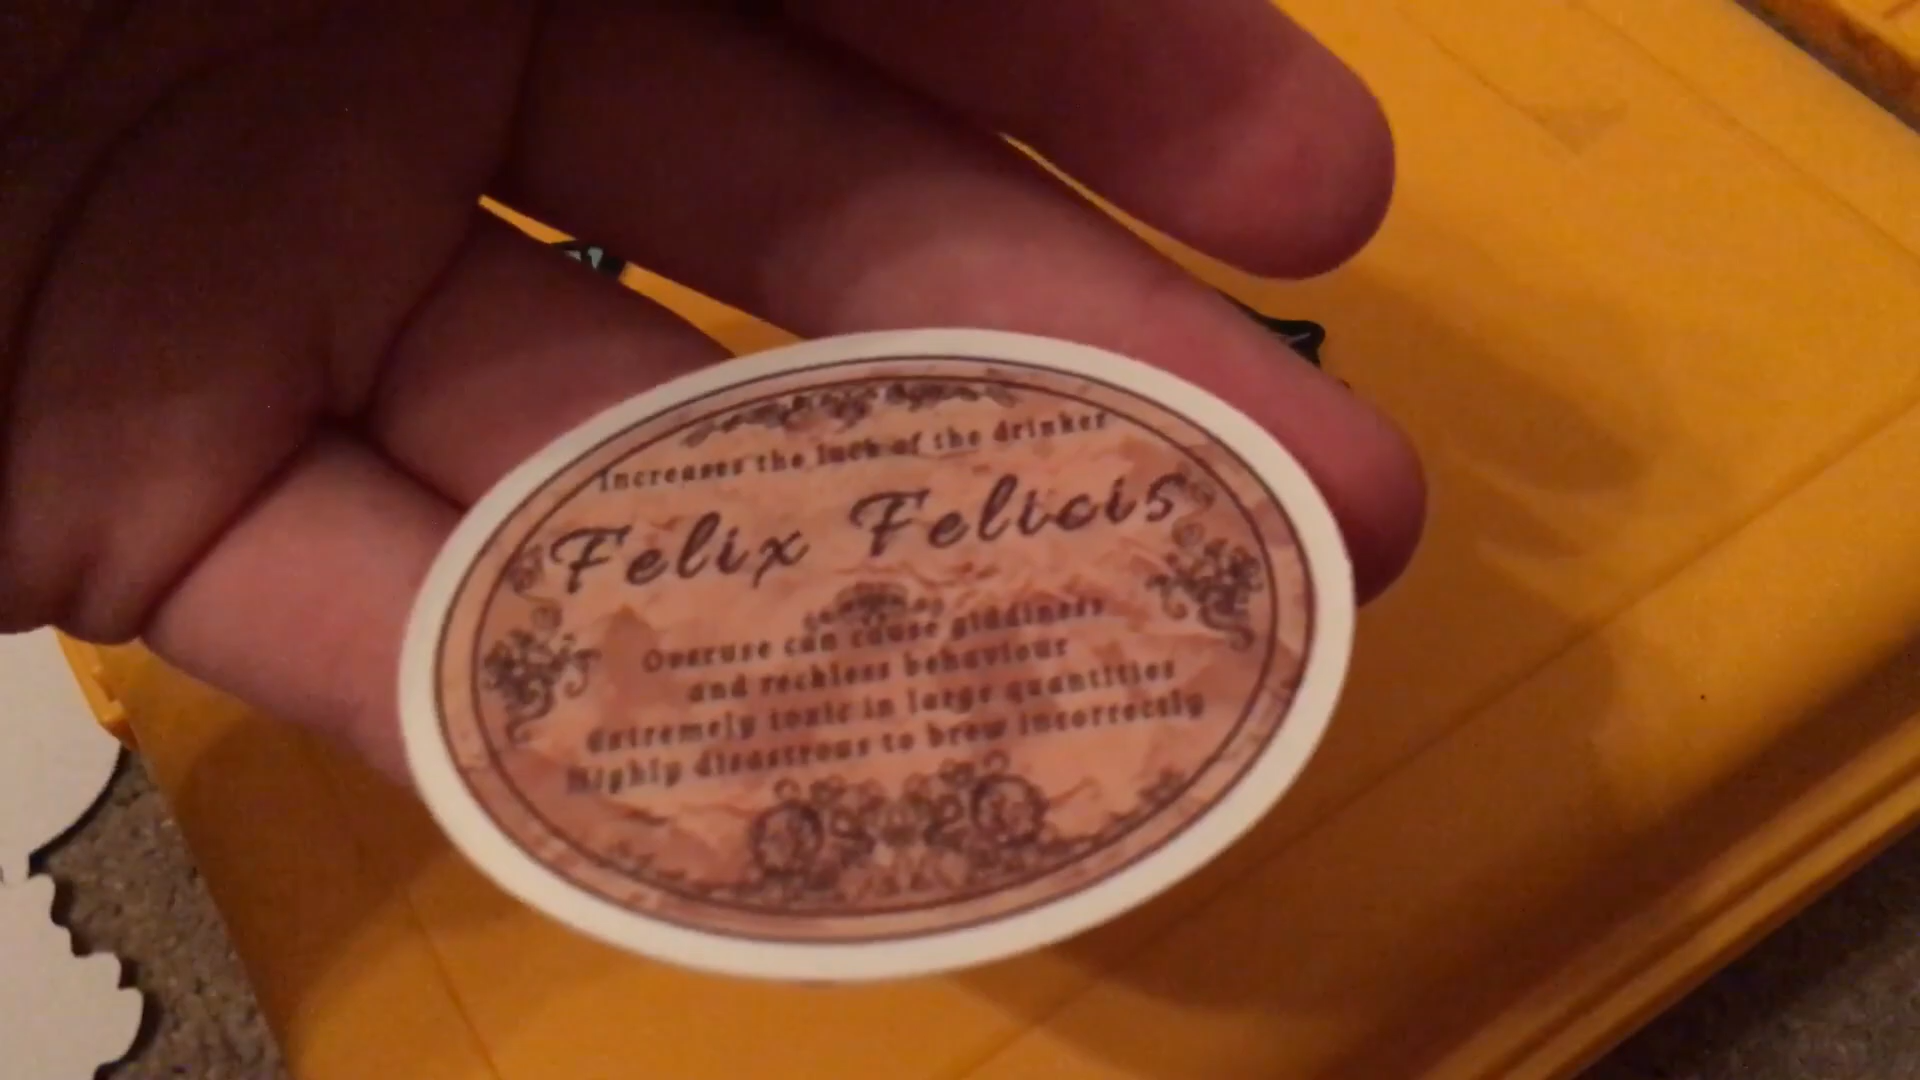 Increases the luck of the drinker
Felix Felicis
Overuse can cause giddiness
and reckless behaviour
Extremely toxic in large quantities
Highly disastrous to brew incorrectly